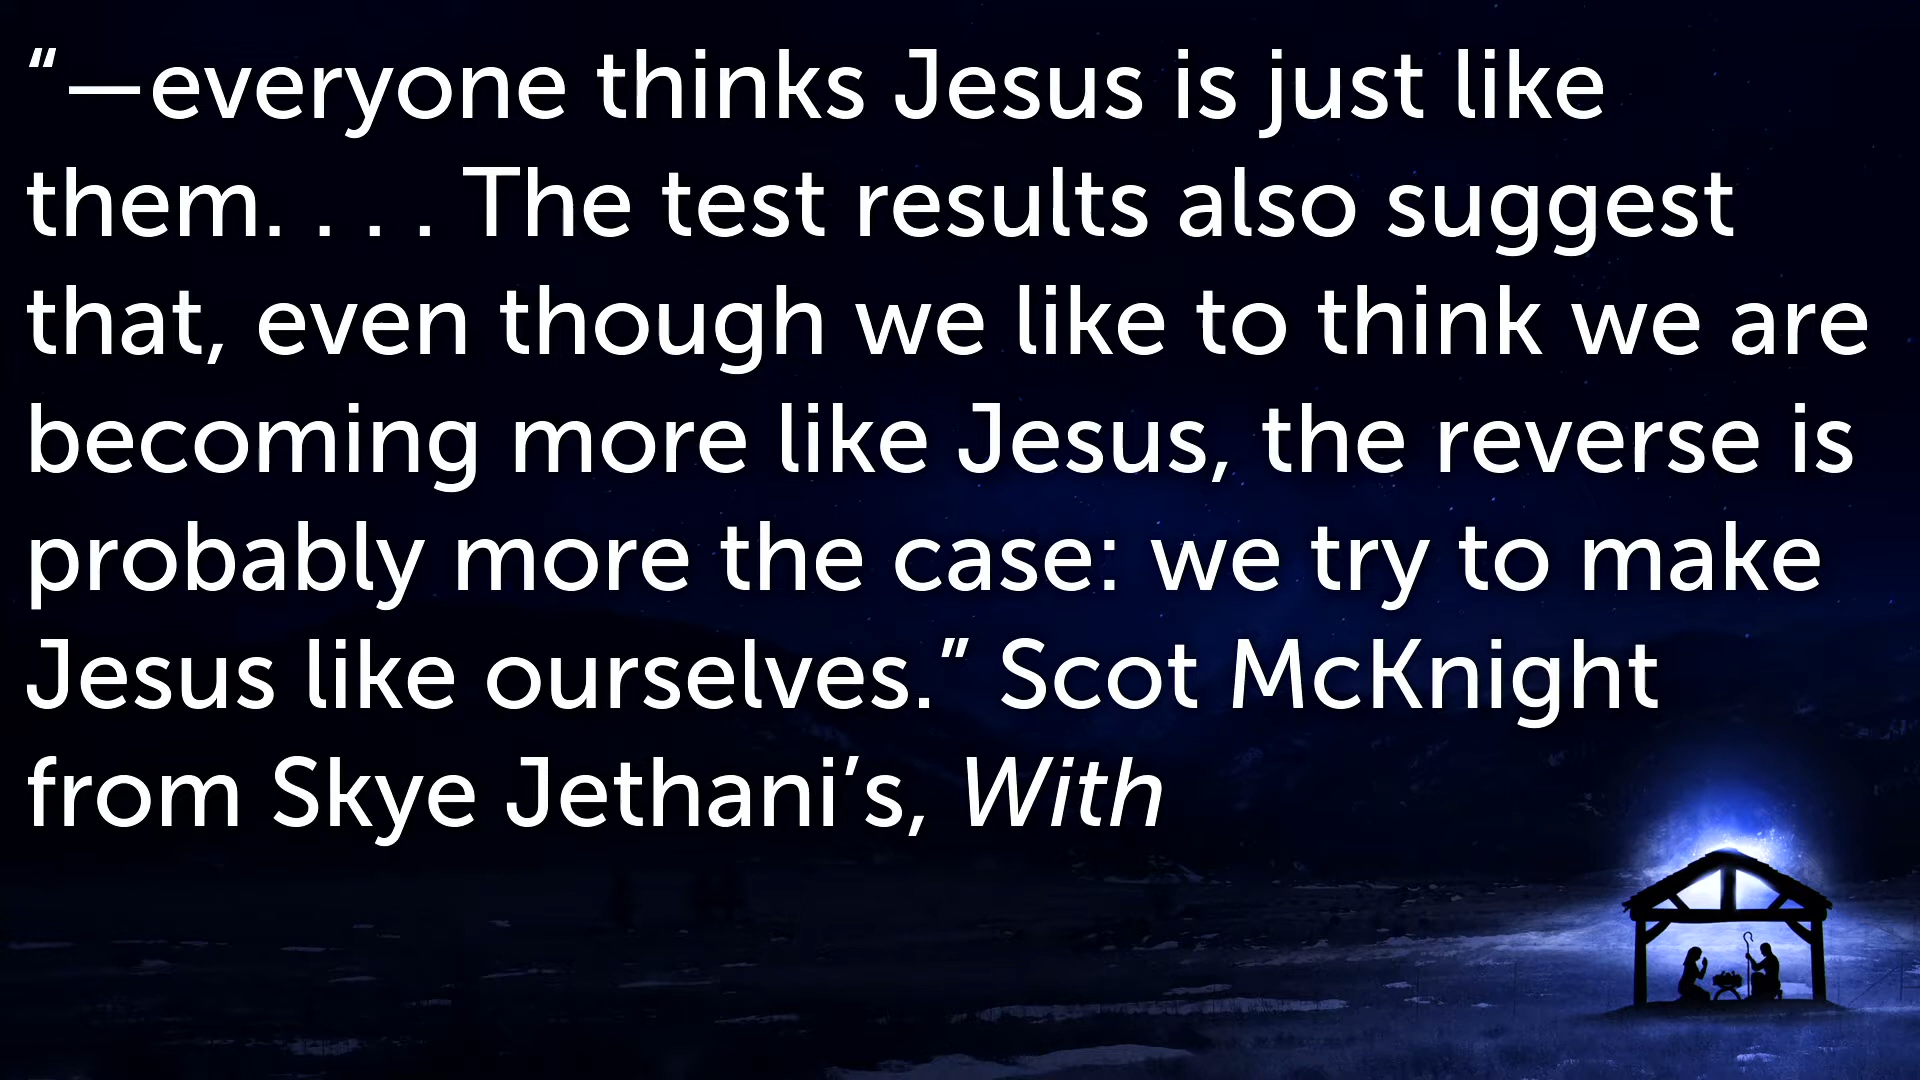 “—everyone thinks Jesus is just like
them. . . . The test results also suggest
that, even though we like to think we are
becoming more like Jesus, the reverse is
probably more the case: we try to make
Jesus like ourselves.” Scot McKnight
from Skye Jethani’s, With